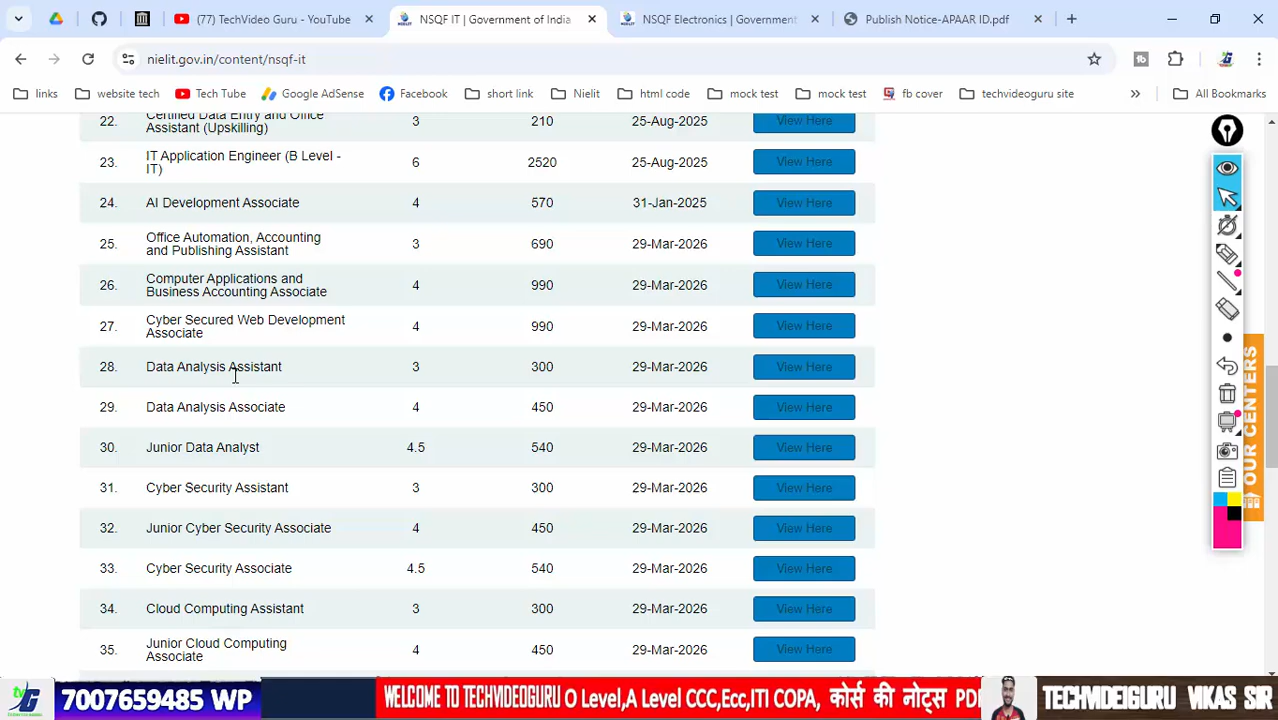 (77) TechVideo Guru - YouTube
NSQF IT | Government of India
NSQF Electronics | Government
Publish Notice-APAAR ID.pdf
nielit.gov.in/content/nsqf-it
links
website tech
Tech Tube
Google AdSense
Facebook
short link
Nielit
html code
mock test
mock test
fb cover
techvideoguru site
All Bookmarks
22. Certified Data Entry and Office 3 210 25-Aug-2025 View Here
Assistant (Upskilling)
23. IT Application Engineer (B Level - 6 2520 25-Aug-2025 View Here
IT)
24. AI Development Associate 4 570 31-Jan-2025 View Here
25. Office Automation, Accounting 3 690 29-Mar-2026 View Here
and Publishing Assistant
26. Computer Applications and 4 990 29-Mar-2026 View Here
Business Accounting Associate
27. Cyber Secured Web Development 4 990 29-Mar-2026 View Here
Associate
28. Data Analysis Assistant 3 300 29-Mar-2026 View Here
29. Data Analysis Associate 4 450 29-Mar-2026 View Here
30. Junior Data Analyst 4.5 540 29-Mar-2026 View Here
31. Cyber Security Assistant 3 300 29-Mar-2026 View Here
32. Junior Cyber Security Associate 4 450 29-Mar-2026 View Here
33. Cyber Security Associate 4.5 540 29-Mar-2026 View Here
34. Cloud Computing Assistant 3 300 29-Mar-2026 View Here
35. Junior Cloud Computing 4 450 29-Mar-2026 View Here
Associate
OUR CENTERS
7007659485 WP
WELCOME TO TECHVIDEOGURU O Level,A Level CCC,Ecc,ITI COPA, कोर्स की नोट्स PDF
TECHVIDEIGURU VIKAS SIR